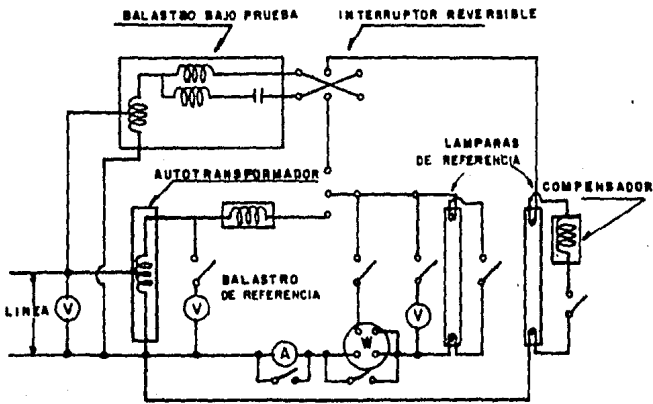 BALASTRO BAJO PRUEBA
INTERRUPTOR REVERSIBLE
LAMPARAS
DE REFERENCIA
AUTOTRANSFORMADOR
COMPENSADOR
BALASTRO
DE REFERENCIA
LINEA
V
V
V
A
W